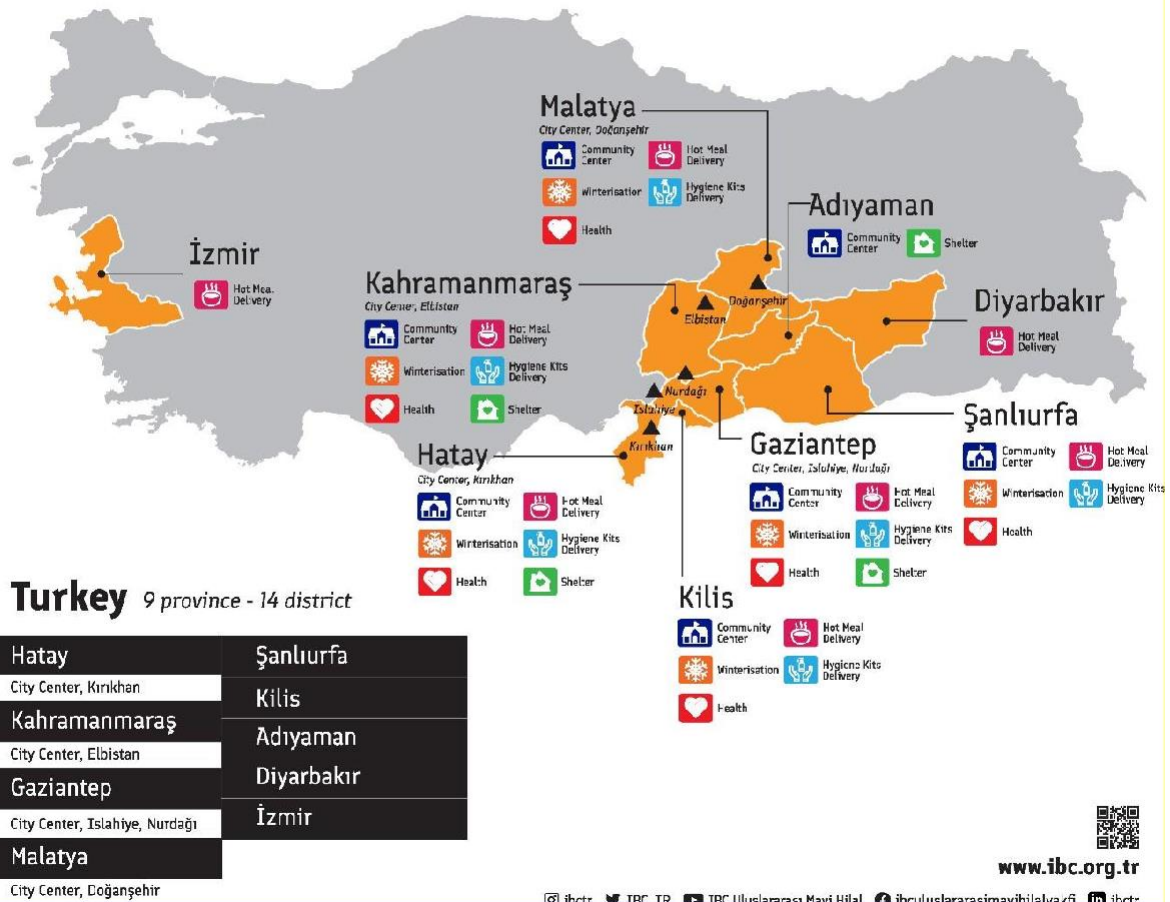 Malatya
City Center, Doğanşehir
Community Center
Hot Meal Delivery
Winterisation
Hygiene Kits Delivery
Health
Adıyaman
Community Center
Shelter
İzmir
Hot Mea. Delivery
Kahramanmaraş
City Center, Elbistan
Community Center
Hot Meal Delivery
Winterisation
Hygiene Kits Delivery
Health
Shelter
Doğanşehir
Elbistan
Nurdağı
Islahiye
Kırıkhan
Diyarbakır
Hot Meal Delivery
Şanlıurfa
Community Center
Hot Meal Delivery
Winterisation
Hygiene Kits Delivery
Health
Hatay
City Center, Kırıkhan
Community Center
Hot Meal Delivery
Winterisation
Hygiene Kits Delivery
Health
Shelter
Gaziantep
City Center, Islahiye, Nurdağı
Community Center
Hot Meal Delivery
Winterisation
Hygiene Kits Delivery
Health
Shelter
Kilis
Community Center
Hot Meal Delivery
Winterisation
Hygiene Kits Delivery
Health
Turkey 9 province - 14 district
Hatay
City Center, Kırıkhan
Kahramanmaraş
City Center, Elbistan
Gaziantep
City Center, Islahiye, Nurdağı
Malatya
City Center, Doğanşehir
Şanlıurfa
Kilis
Adıyaman
Diyarbakır
İzmir
www.ibc.org.tr
ibctr IBC_TR IBC Uluslararası Mavi Hilal ibculuslararasimavihilalvakfi ibctr